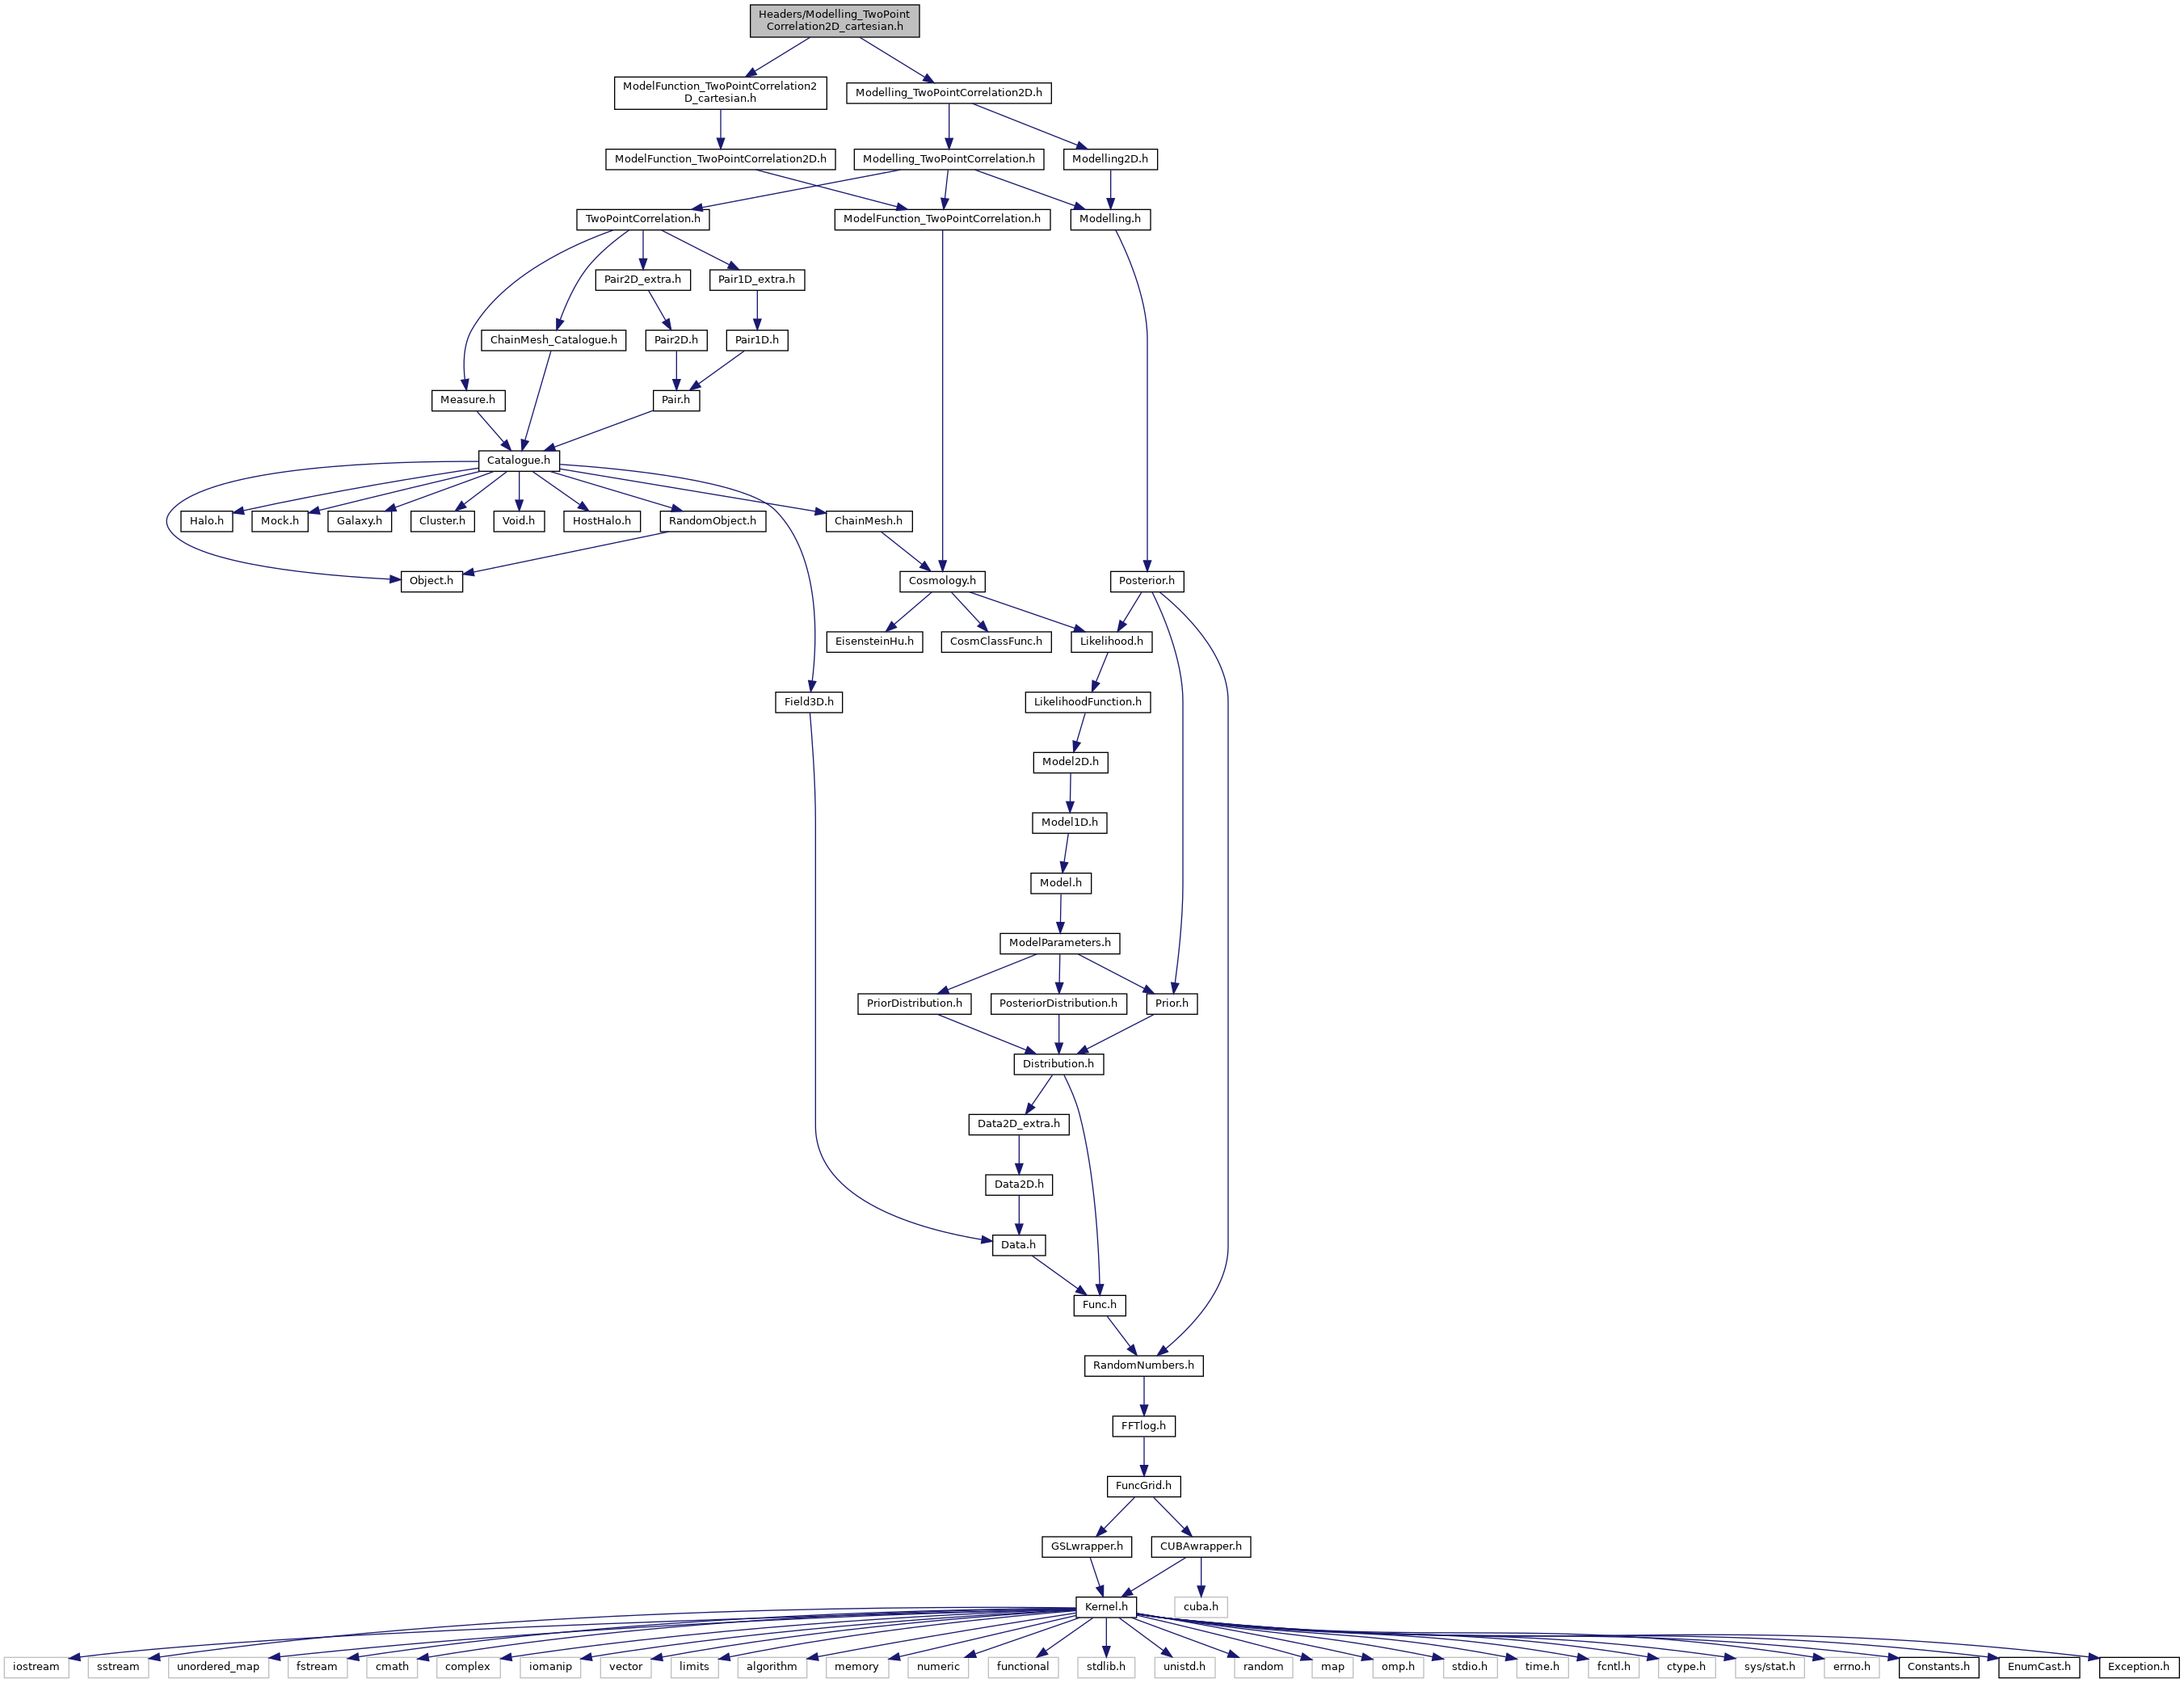 Headers/Modelling_TwoPoint
Correlation2D_cartesian.h
ModelFunction_TwoPointCorrelation2
D_cartesian.h
Modelling_TwoPointCorrelation2D.h
ModelFunction_TwoPointCorrelation2D.h
Modelling_TwoPointCorrelation.h
Modelling2D.h
TwoPointCorrelation.h
ModelFunction_TwoPointCorrelation.h
Modelling.h
Pair2D_extra.h
Pair1D_extra.h
ChainMesh_Catalogue.h
Pair2D.h
Pair1D.h
Measure.h
Pair.h
Catalogue.h
Halo.h
Mock.h
Galaxy.h
Cluster.h
Void.h
HostHalo.h
RandomObject.h
ChainMesh.h
Object.h
Cosmology.h
Posterior.h
EisensteinHu.h
CosmClassFunc.h
Likelihood.h
Field3D.h
LikelihoodFunction.h
Model2D.h
Model1D.h
Model.h
ModelParameters.h
PriorDistribution.h
PosteriorDistribution.h
Prior.h
Distribution.h
Data2D_extra.h
Data2D.h
Data.h
Func.h
RandomNumbers.h
FFTlog.h
FuncGrid.h
GSLwrapper.h
CUBAwrapper.h
Kernel.h
cuba.h
iostream
sstream
unordered_map
fstream
cmath
complex
iomanip
vector
limits
algorithm
memory
numeric
functional
stdlib.h
unistd.h
random
map
omp.h
stdio.h
time.h
fcntl.h
ctype.h
sys/stat.h
errno.h
Constants.h
EnumCast.h
Exception.h